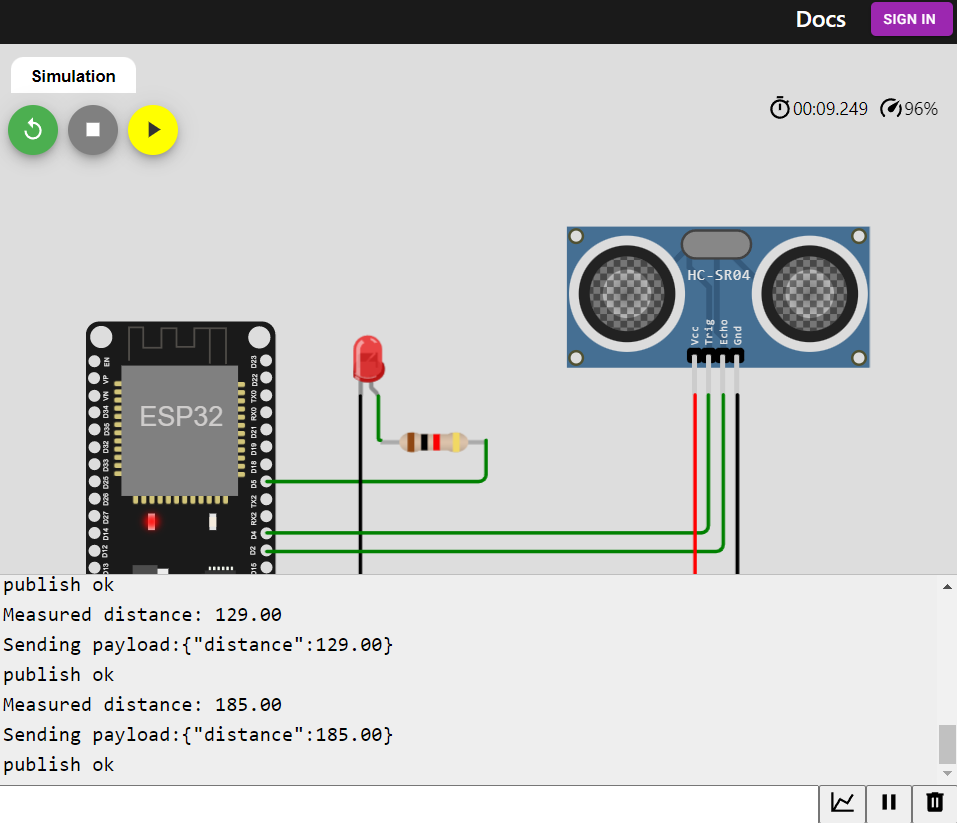 Docs
SIGN IN
Simulation
00:09.249
96%
HC-SR04
Vcc
Trig
Echo
Gnd
ESP32
EN
VP
VN
D34
D35
D32
D33
D25
D26
D27
D14
D12
D13
D23
D22
TX0
RX0
D21
D19
D18
D5
TX2
RX2
D4
D2
D15
publish ok
Measured distance: 129.00
Sending payload:{"distance":129.00}
publish ok
Measured distance: 185.00
Sending payload:{"distance":185.00}
publish ok